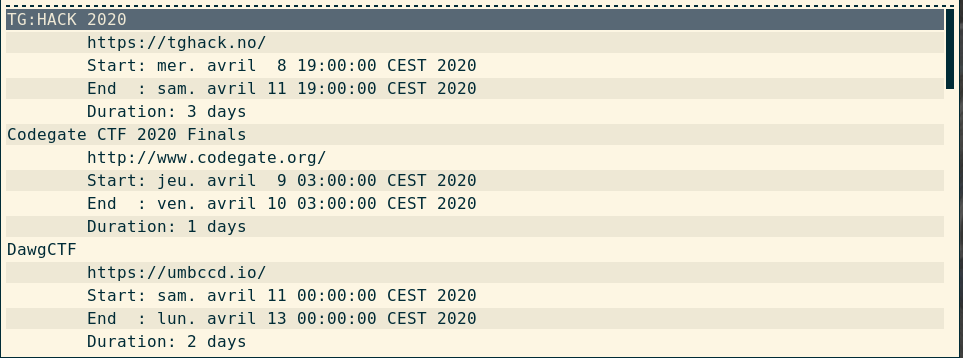 TG:HACK 2020
https://tghack.no/
Start: mer. avril  8 19:00:00 CEST 2020
End  : sam. avril 11 19:00:00 CEST 2020
Duration: 3 days
Codegate CTF 2020 Finals
http://www.codegate.org/
Start: jeu. avril  9 03:00:00 CEST 2020
End  : ven. avril 10 03:00:00 CEST 2020
Duration: 1 days
DawgCTF
https://umbccd.io/
Start: sam. avril 11 00:00:00 CEST 2020
End  : lun. avril 13 00:00:00 CEST 2020
Duration: 2 days